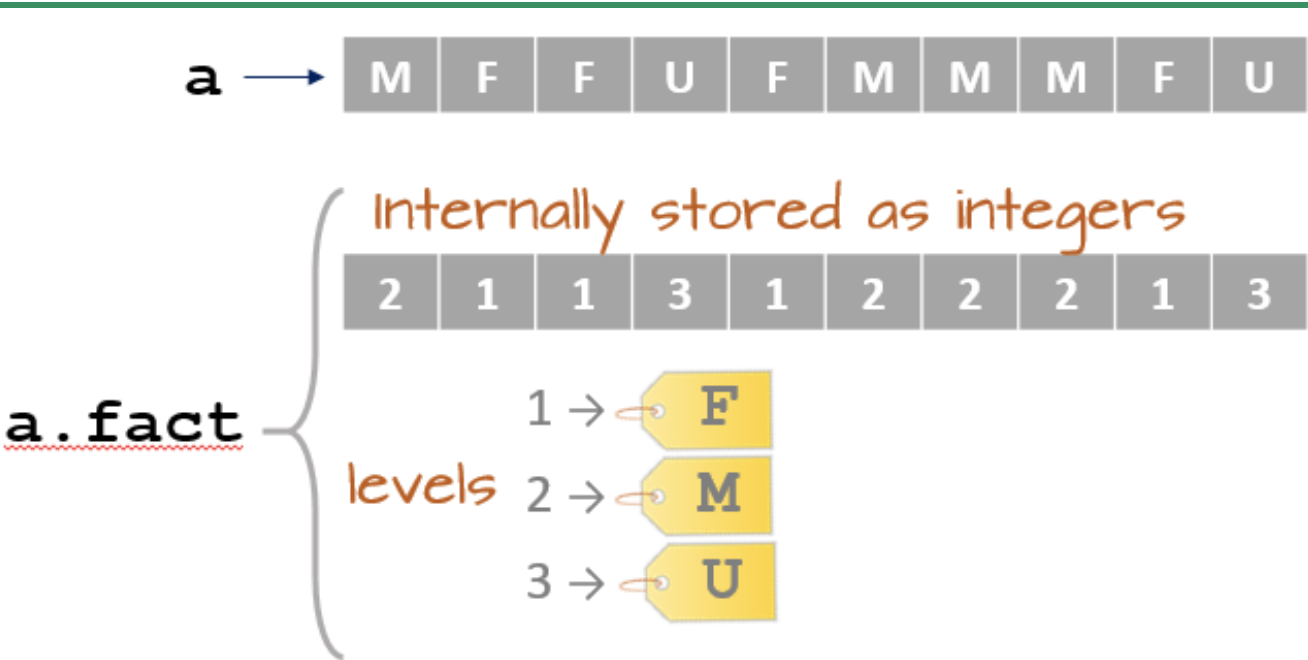 a → M F F U F M M M F U
Internally stored as integers
2 1 1 3 1 2 2 2 1 3
a.fact
levels
1 → F
2 → M
3 → U